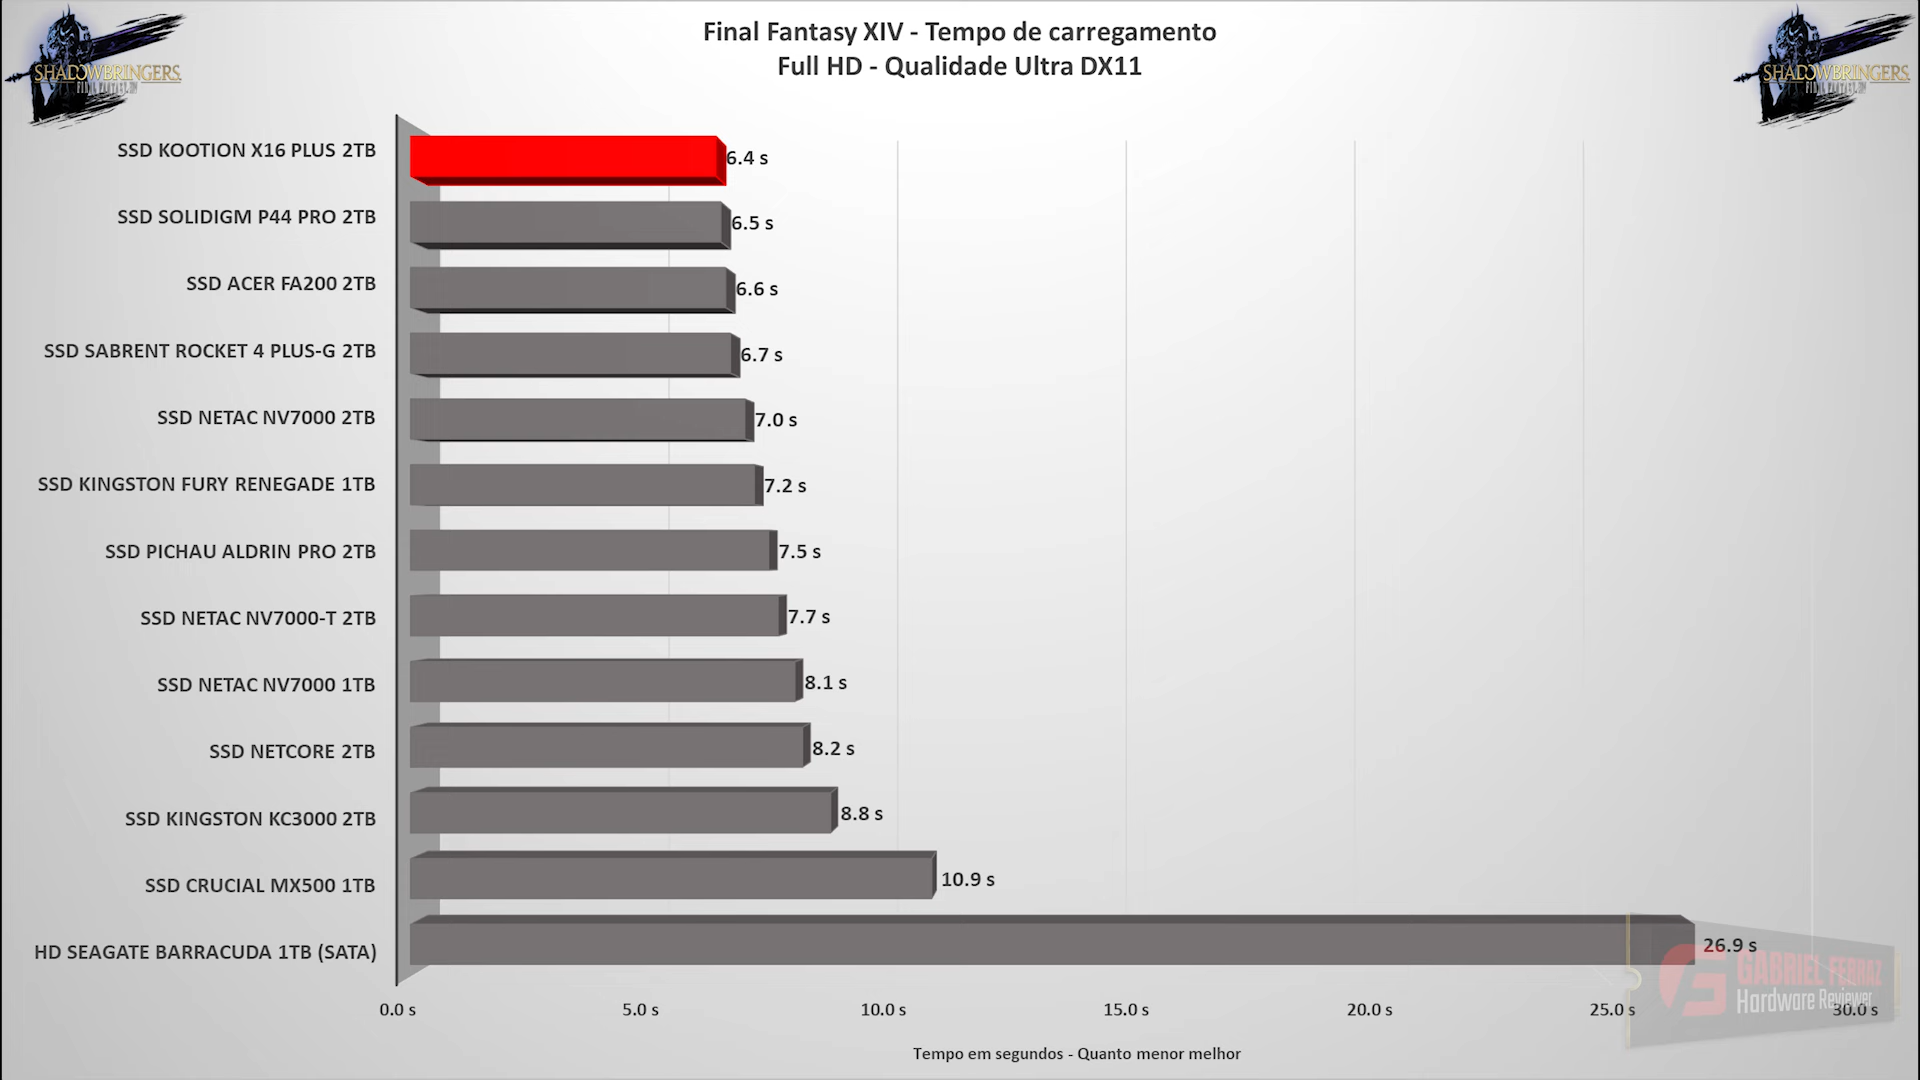 Final Fantasy XIV - Tempo de carregamento
Full HD - Qualidade Ultra DX11
SHADOWBRINGERS
FINAL FANTASY XIV
SHADOWBRINGERS
FINAL FANTASY XIV
SSD KOOTION X16 PLUS 2TB 6.4 s
SSD SOLIDIGM P44 PRO 2TB 6.5 s
SSD ACER FA200 2TB 6.6 s
SSD SABRENT ROCKET 4 PLUS-G 2TB 6.7 s
SSD NETAC NV7000 2TB 7.0 s
SSD KINGSTON FURY RENEGADE 1TB 7.2 s
SSD PICHAU ALDRIN PRO 2TB 7.5 s
SSD NETAC NV7000-T 2TB 7.7 s
SSD NETAC NV7000 1TB 8.1 s
SSD NETCORE 2TB 8.2 s
SSD KINGSTON KC3000 2TB 8.8 s
SSD CRUCIAL MX500 1TB 10.9 s
HD SEAGATE BARRACUDA 1TB (SATA) 26.9 s
GABRIEL FERRAZ
Hardware Reviewer
0.0 s 5.0 s 10.0 s 15.0 s 20.0 s 25.0 s 30.0 s
Tempo em segundos - Quanto menor melhor